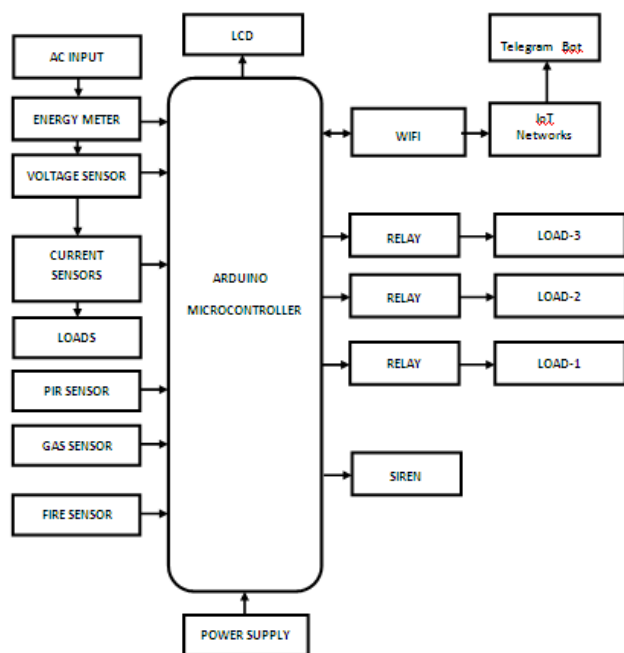 LCD
Telegram Bot
AC INPUT
ENERGY METER
WIFI
IoT
Networks
VOLTAGE SENSOR
CURRENT
SENSORS
RELAY
LOAD-3
ARDUINO
MICROCONTROLLER
RELAY
LOAD-2
LOADS
RELAY
LOAD-1
PIR SENSOR
GAS SENSOR
SIREN
FIRE SENSOR
POWER SUPPLY